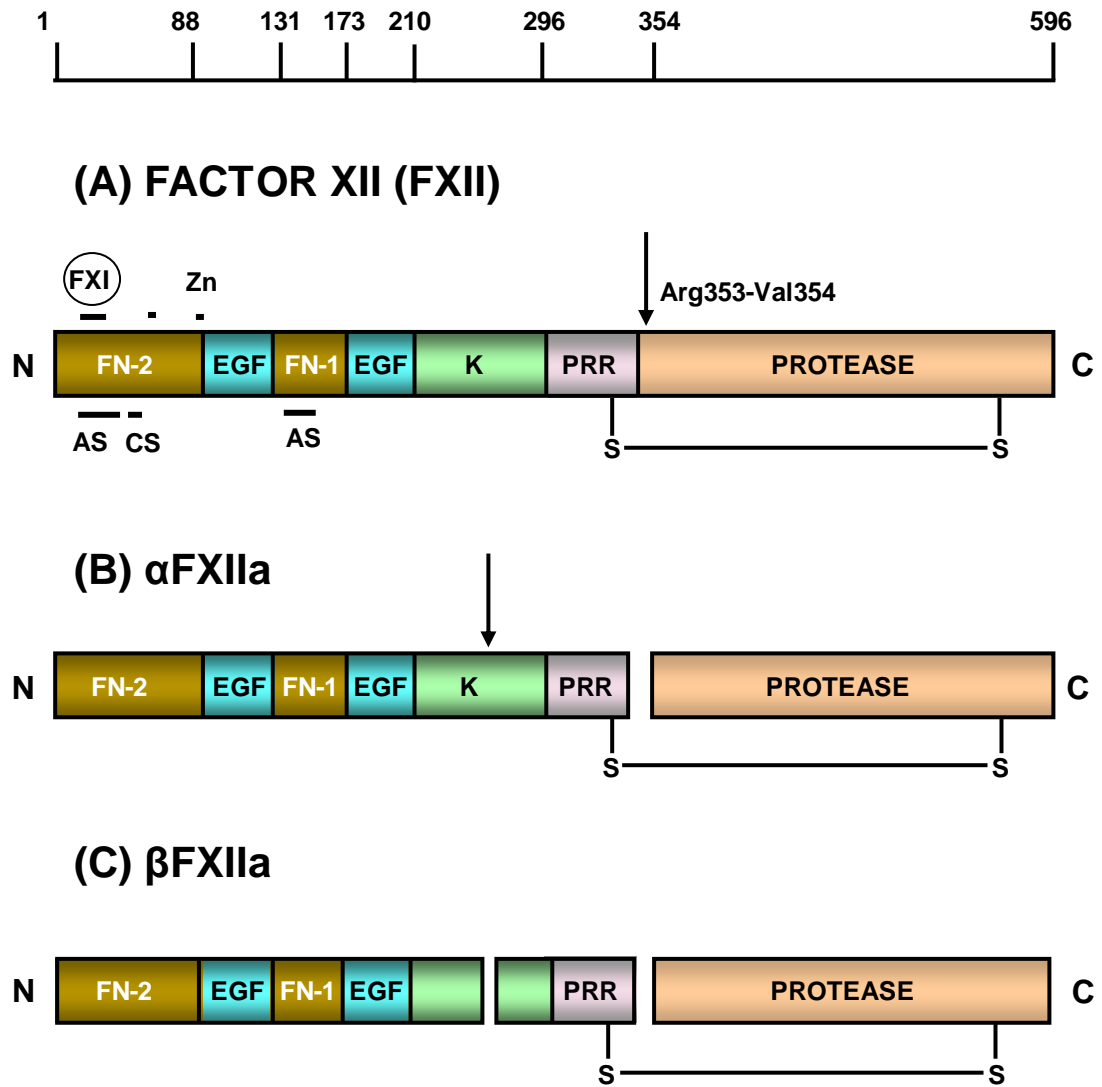 1 88 131 173 210 296 354 596
(A) FACTOR XII (FXII)
FXI Zn Arg353-Val354
N FN-2 EGF FN-1 EGF K PRR PROTEASE C
AS CS AS S S
(B) αFXIIa
N FN-2 EGF FN-1 EGF K PRR PROTEASE C
S S
(C) βFXIIa
N FN-2 EGF FN-1 EGF PRR PROTEASE C
S S